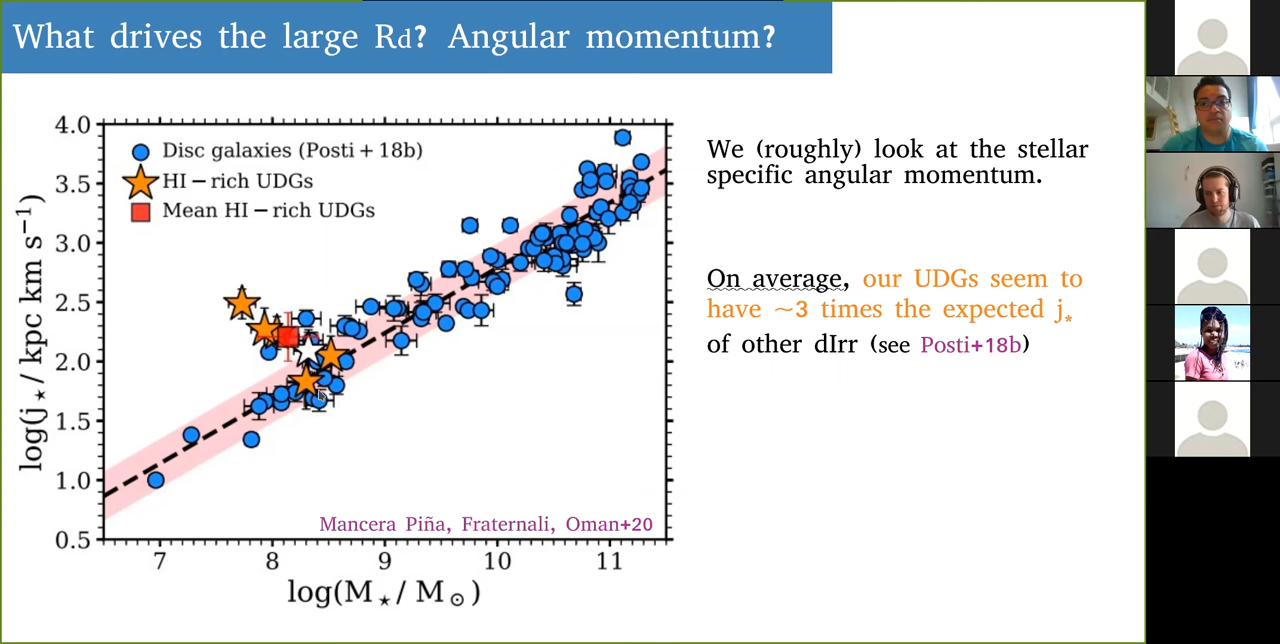 What drives the large Rd? Angular momentum?
4.0
3.5
3.0
2.5
2.0
1.5
1.0
0.5
log(j⋆/ kpc km s⁻¹)
Disc galaxies (Posti + 18b)
HI − rich UDGs
Mean HI − rich UDGs
Mancera Piña, Fraternali, Oman+20
7 8 9 10 11
log(M⋆/ M⊙)
We (roughly) look at the stellar
specific angular momentum.
On average, our UDGs seem to
have ~3 times the expected j*
of other dIrr (see Posti+18b)